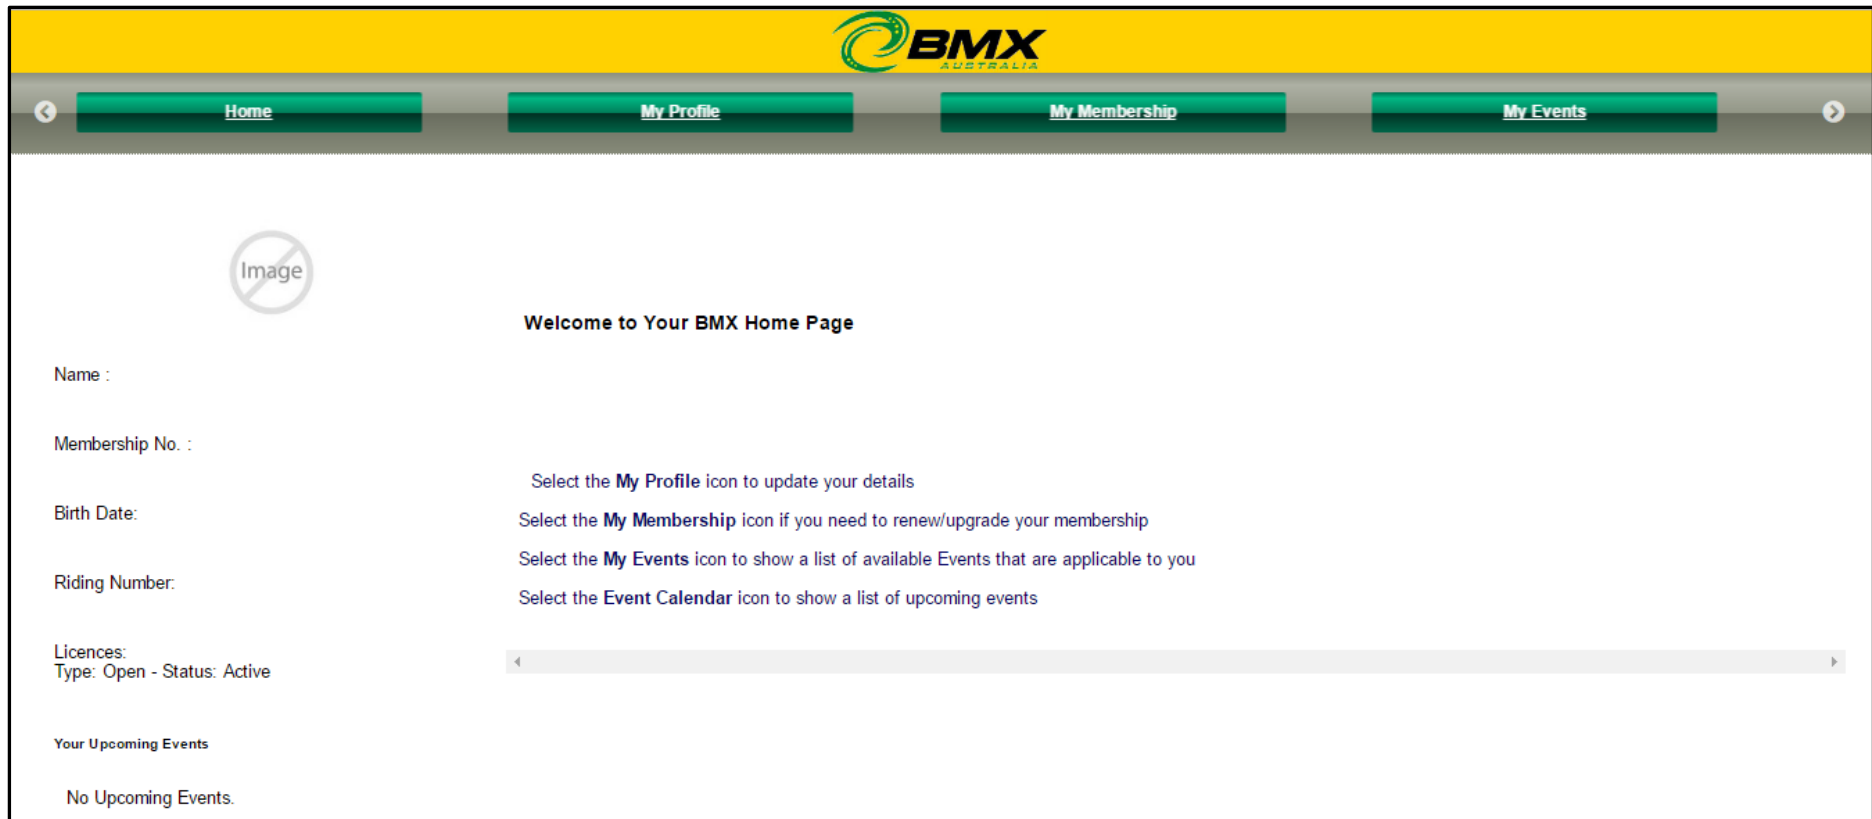 BMX
AUSTRALIA
Home
My Profile
My Membership
My Events
Image
Welcome to Your BMX Home Page
Name :
Membership No. :
Birth Date:
Riding Number:
Licences:
Type: Open - Status: Active
Your Upcoming Events
No Upcoming Events.
Select the My Profile icon to update your details
Select the My Membership icon if you need to renew/upgrade your membership
Select the My Events icon to show a list of available Events that are applicable to you
Select the Event Calendar icon to show a list of upcoming events